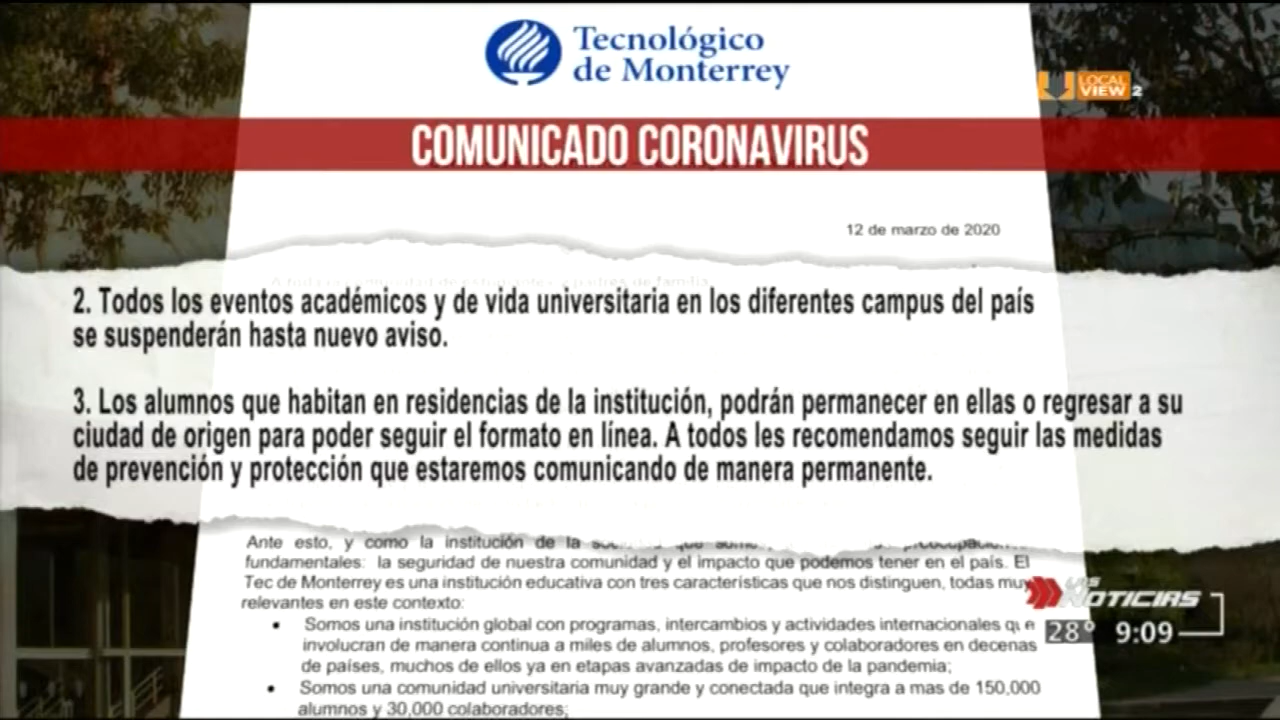 Tecnológico
de Monterrey
LOCAL
VIEW 2
COMUNICADO CORONAVIRUS
12 de marzo de 2020
2. Todos los eventos académicos y de vida universitaria en los diferentes campus del país
se suspenderán hasta nuevo aviso.
3. Los alumnos que habitan en residencias de la institución, podrán permanecer en ellas o regresar a su
ciudad de origen para poder seguir el formato en línea. A todos les recomendamos seguir las medidas
de prevención y protección que estaremos comunicando de manera permanente.
Ante esto, y como la institución de la
fundamentales: la seguridad de nuestra comunidad y el impacto que podemos tener en el país. El
Tec de Monterrey es una institución educativa con tres características que nos distinguen, todas muy
relevantes en este contexto:
• Somos una institución global con programas, intercambios y actividades internacionales que
involucran de manera continua a miles de alumnos, profesores y colaboradores en decenas
de países, muchos de ellos ya en etapas avanzadas de impacto de la pandemia;
• Somos una comunidad universitaria muy grande y conectada que integra a mas de 150,000
alumnos y 30,000 colaboradores;
LAS
NOTICIAS
28° 9:09